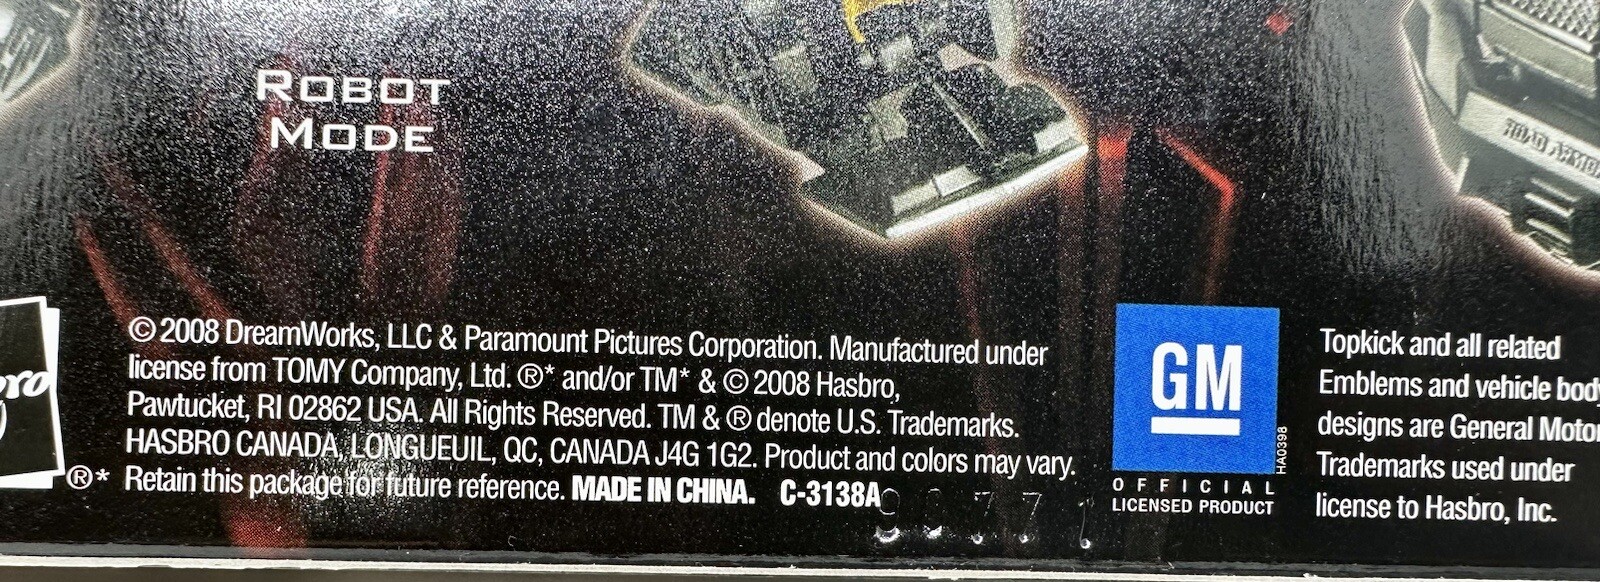 ROBOT
MODE
ROAD ARMOR
© 2008 DreamWorks, LLC & Paramount Pictures Corporation. Manufactured under
license from TOMY Company, Ltd. ®* and/or TM* & © 2008 Hasbro,
Pawtucket, RI 02862 USA. All Rights Reserved. TM & ® denote U.S. Trademarks.
HASBRO CANADA, LONGUEUIL, QC, CANADA J4G 1G2. Product and colors may vary.
®* Retain this package for future reference. MADE IN CHINA. C-3138A
GM
HA0398
OFFICIAL
LICENSED PRODUCT
Topkick and all related
Emblems and vehicle body
designs are General Motor
Trademarks used under
license to Hasbro, Inc.